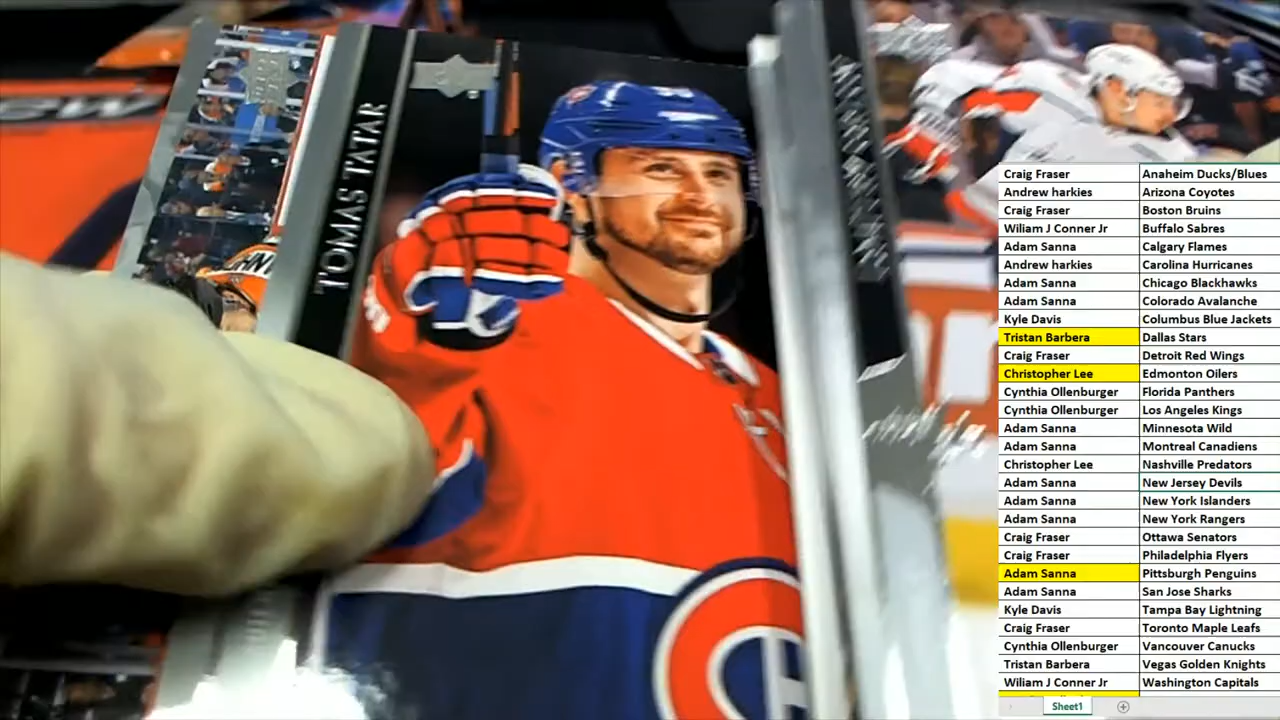 TOMAS TATAR
Craig Fraser Anaheim Ducks/Blues
Andrew harkies Arizona Coyotes
Craig Fraser Boston Bruins
Wiliam J Conner Jr Buffalo Sabres
Adam Sanna Calgary Flames
Andrew harkies Carolina Hurricanes
Adam Sanna Chicago Blackhawks
Adam Sanna Colorado Avalanche
Kyle Davis Columbus Blue Jackets
Tristan Barbera Dallas Stars
Craig Fraser Detroit Red Wings
Christopher Lee Edmonton Oilers
Cynthia Ollenburger Florida Panthers
Cynthia Ollenburger Los Angeles Kings
Adam Sanna Minnesota Wild
Adam Sanna Montreal Canadiens
Christopher Lee Nashville Predators
Adam Sanna New Jersey Devils
Adam Sanna New York Islanders
Adam Sanna New York Rangers
Craig Fraser Ottawa Senators
Craig Fraser Philadelphia Flyers
Adam Sanna Pittsburgh Penguins
Adam Sanna San Jose Sharks
Kyle Davis Tampa Bay Lightning
Craig Fraser Toronto Maple Leafs
Cynthia Ollenburger Vancouver Canucks
Tristan Barbera Vegas Golden Knights
Wiliam J Conner Jr Washington Capitals
Sheet1